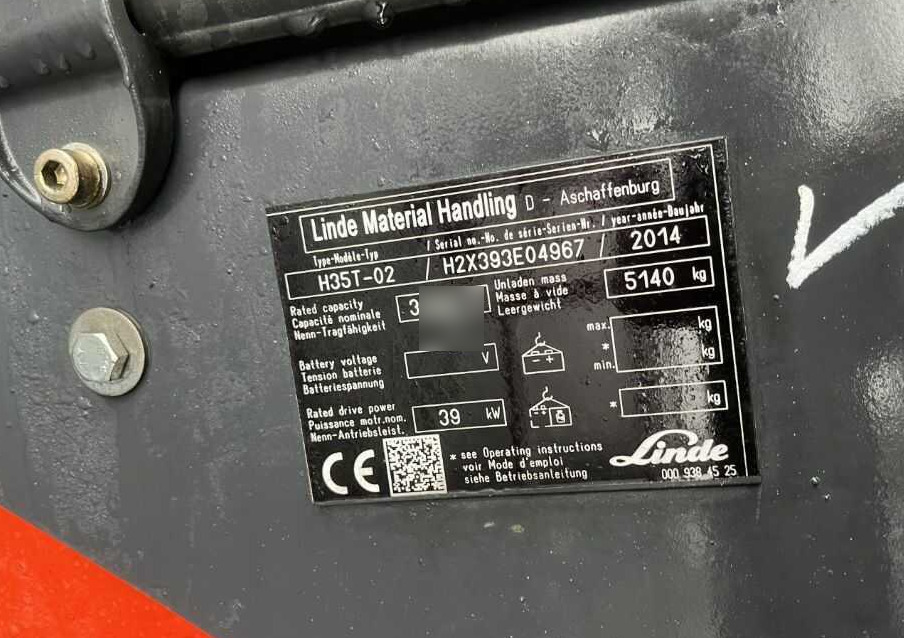 Linde Material Handling D - Aschaffenburg
Type-Modèle-Typ / Serial no.-No. de série-Serien-Nr. / year-année-Baujahr
H35T-02 / H2X393E04967 / 2014
Rated capacity
Capacité nominale
Nenn-Tragfähigkeit
3
Unladen mass
Masse à vide
Leergewicht
5140 kg
Battery voltage
Tension batterie
Batteriespannung
V
- +
max. kg
* kg
min.
Rated drive power
Puissance motr.nom.
Nenn-Antriebsleist.
39 kW
* kg
CE
* see Operating instructions
voir Mode d'emploi
siehe Betriebsanleitung
Linde
000 938 45 25